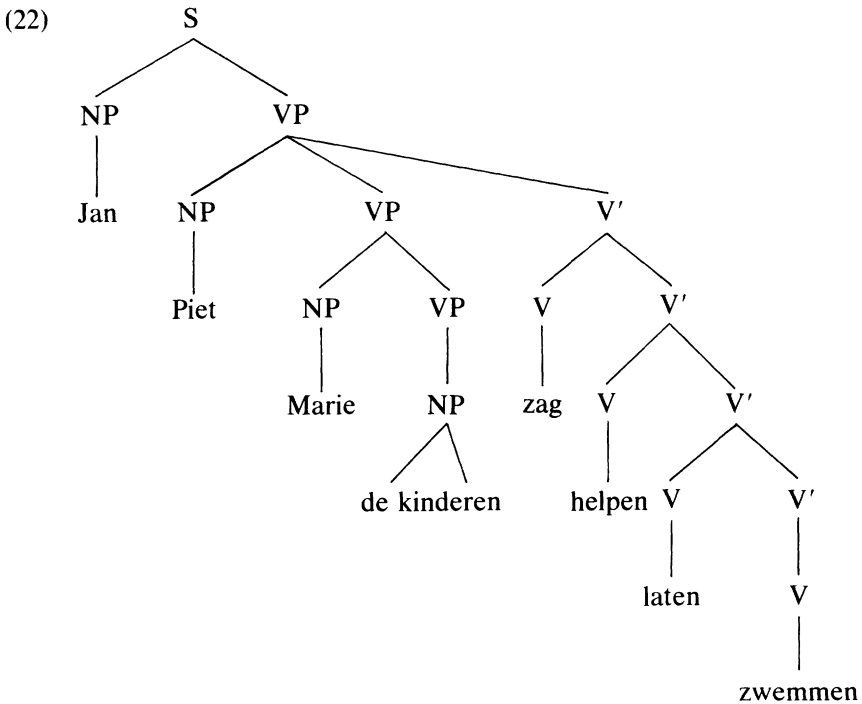 (22) S
NP VP
Jan NP VP V′
Piet NP VP V V′
Marie NP zag V V′
de kinderen helpen V V′
laten V
zwemmen